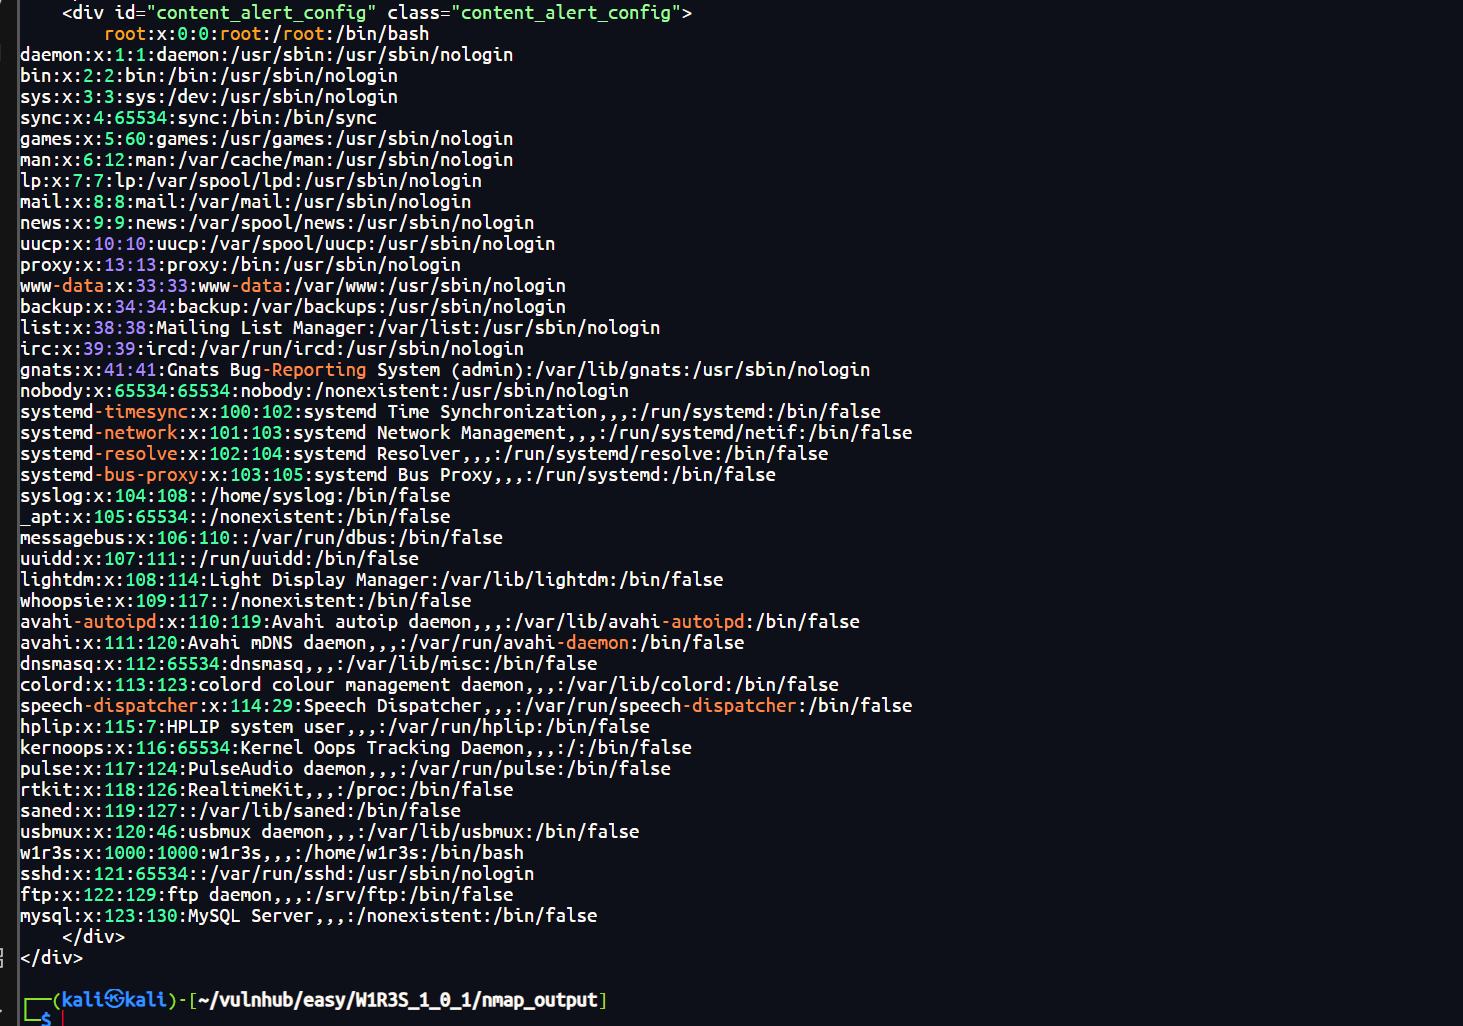 <div id="content_alert_config" class="content_alert_config">
root:x:0:0:root:/root:/bin/bash
daemon:x:1:1:daemon:/usr/sbin:/usr/sbin/nologin
bin:x:2:2:bin:/bin:/usr/sbin/nologin
sys:x:3:3:sys:/dev:/usr/sbin/nologin
sync:x:4:65534:sync:/bin:/bin/sync
games:x:5:60:games:/usr/games:/usr/sbin/nologin
man:x:6:12:man:/var/cache/man:/usr/sbin/nologin
lp:x:7:7:lp:/var/spool/lpd:/usr/sbin/nologin
mail:x:8:8:mail:/var/mail:/usr/sbin/nologin
news:x:9:9:news:/var/spool/news:/usr/sbin/nologin
uucp:x:10:10:uucp:/var/spool/uucp:/usr/sbin/nologin
proxy:x:13:13:proxy:/bin:/usr/sbin/nologin
www-data:x:33:33:www-data:/var/www:/usr/sbin/nologin
backup:x:34:34:backup:/var/backups:/usr/sbin/nologin
list:x:38:38:Mailing List Manager:/var/list:/usr/sbin/nologin
irc:x:39:39:ircd:/var/run/ircd:/usr/sbin/nologin
gnats:x:41:41:Gnats Bug-Reporting System (admin):/var/lib/gnats:/usr/sbin/nologin
nobody:x:65534:65534:nobody:/nonexistent:/usr/sbin/nologin
systemd-timesync:x:100:102:systemd Time Synchronization,,,:/run/systemd:/bin/false
systemd-network:x:101:103:systemd Network Management,,,:/run/systemd/netif:/bin/false
systemd-resolve:x:102:104:systemd Resolver,,,:/run/systemd/resolve:/bin/false
systemd-bus-proxy:x:103:105:systemd Bus Proxy,,,:/run/systemd:/bin/false
syslog:x:104:108::/home/syslog:/bin/false
_apt:x:105:65534::/nonexistent:/bin/false
messagebus:x:106:110::/var/run/dbus:/bin/false
uuidd:x:107:111::/run/uuidd:/bin/false
lightdm:x:108:114:Light Display Manager:/var/lib/lightdm:/bin/false
whoopsie:x:109:117::/nonexistent:/bin/false
avahi-autoipd:x:110:119:Avahi autoip daemon,,,:/var/lib/avahi-autoipd:/bin/false
avahi:x:111:120:Avahi mDNS daemon,,,:/var/run/avahi-daemon:/bin/false
dnsmasq:x:112:65534:dnsmasq,,,:/var/lib/misc:/bin/false
colord:x:113:123:colord colour management daemon,,,:/var/lib/colord:/bin/false
speech-dispatcher:x:114:29:Speech Dispatcher,,,:/var/run/speech-dispatcher:/bin/false
hplip:x:115:7:HPLIP system user,,,:/var/run/hplip:/bin/false
kernoops:x:116:65534:Kernel Oops Tracking Daemon,,,:/:/bin/false
pulse:x:117:124:PulseAudio daemon,,,:/var/run/pulse:/bin/false
rtkit:x:118:126:RealtimeKit,,,:/proc:/bin/false
saned:x:119:127::/var/lib/saned:/bin/false
usbmux:x:120:46:usbmux daemon,,,:/var/lib/usbmux:/bin/false
w1r3s:x:1000:1000:w1r3s,,,:/home/w1r3s:/bin/bash
sshd:x:121:65534::/var/run/sshd:/usr/sbin/nologin
ftp:x:122:129:ftp daemon,,,:/srv/ftp:/bin/false
mysql:x:123:130:MySQL Server,,,:/nonexistent:/bin/false
</div>
</div>
┌──(kali㉿kali)-[~/vulnhub/easy/W1R3S_1_0_1/nmap_output]
└─$